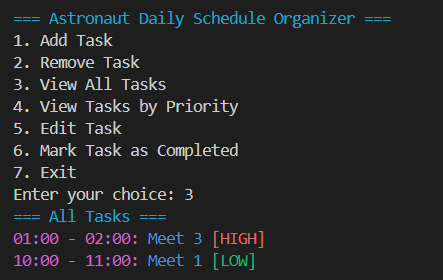 === Astronaut Daily Schedule Organizer ===
1. Add Task
2. Remove Task
3. View All Tasks
4. View Tasks by Priority
5. Edit Task
6. Mark Task as Completed
7. Exit
Enter your choice: 3
=== All Tasks ===
01:00 - 02:00: Meet 3 [HIGH]
10:00 - 11:00: Meet 1 [LOW]